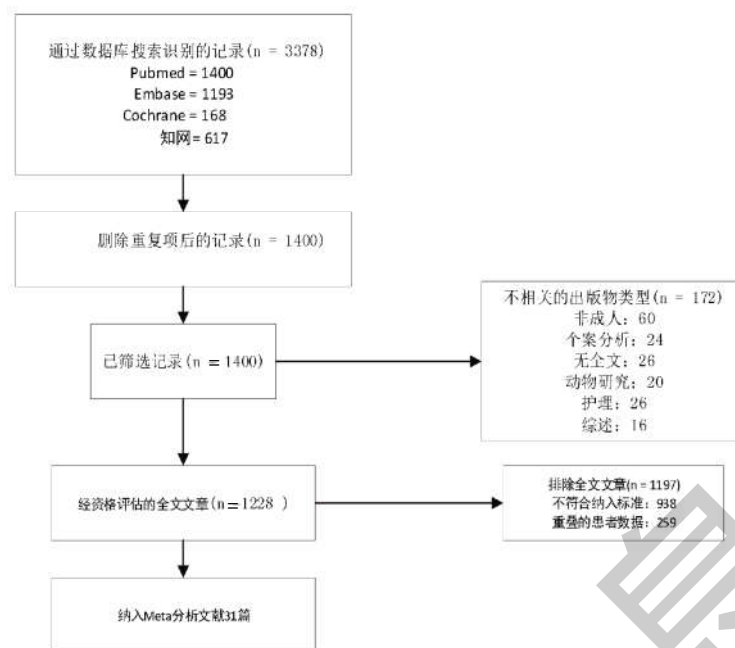 通过数据库搜索识别的记录(n = 3378)
Pubmed = 1400
Embase = 1193
Cochrane = 168
知网= 617
删除重复项后的记录(n = 1400)
不相关的出版物类型(n = 172)
非成人: 60
个案分析: 24
无全文: 26
动物研究: 20
护理: 26
综述: 16
已筛选记录(n = 1400)
经资格评估的全文文章(n=1228 )
排除全文文章(n = 1197)
不符合纳入标准: 938
重叠的患者数据: 259
纳入Meta分析文献31篇